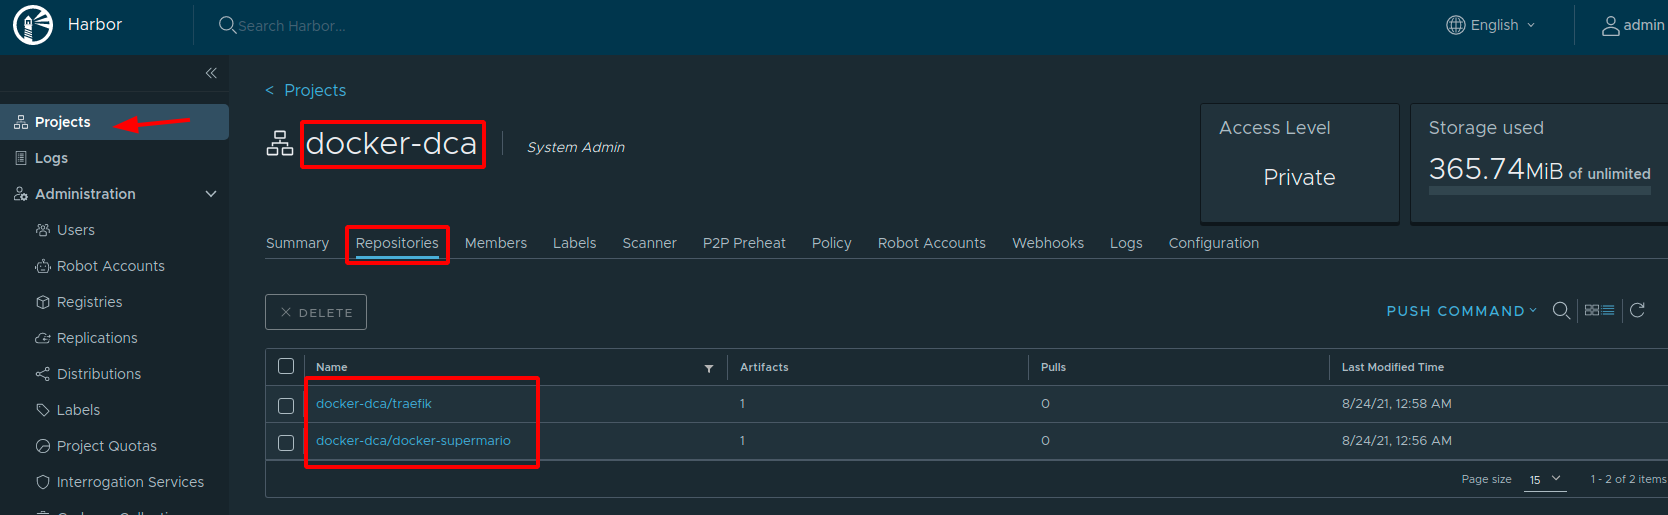 Harbor
Search Harbor...
English
admin
Projects
Logs
Administration
Users
Robot Accounts
Registries
Replications
Distributions
Labels
Project Quotas
Interrogation Services
< Projects
docker-dca
System Admin
Access Level
Private
Storage used
365.74MiB of unlimited
Summary Repositories Members Labels Scanner P2P Preheat Policy Robot Accounts Webhooks Logs Configuration
DELETE
PUSH COMMAND
Name Artifacts Pulls Last Modified Time
docker-dca/traefik 1 0 8/24/21, 12:58 AM
docker-dca/docker-supermario 1 0 8/24/21, 12:56 AM
Page size 15 1 - 2 of 2 items